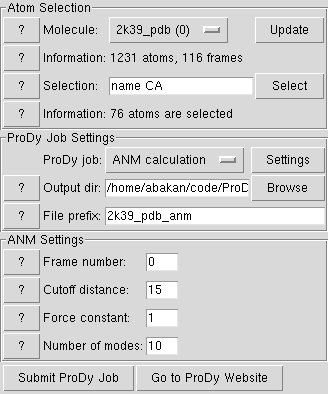 Atom Selection
? Molecule: 2k39_pdb (0) Update
? Information: 1231 atoms, 116 frames
? Selection: name CA Select
? Information: 76 atoms are selected
ProDy Job Settings
ProDy job: ANM calculation Settings
? Output dir: /home/abakan/code/ProD Browse
? File prefix: 2k39_pdb_anm
ANM Settings
? Frame number: 0
? Cutoff distance: 15
? Force constant: 1
? Number of modes: 10
Submit ProDy Job Go to ProDy Website